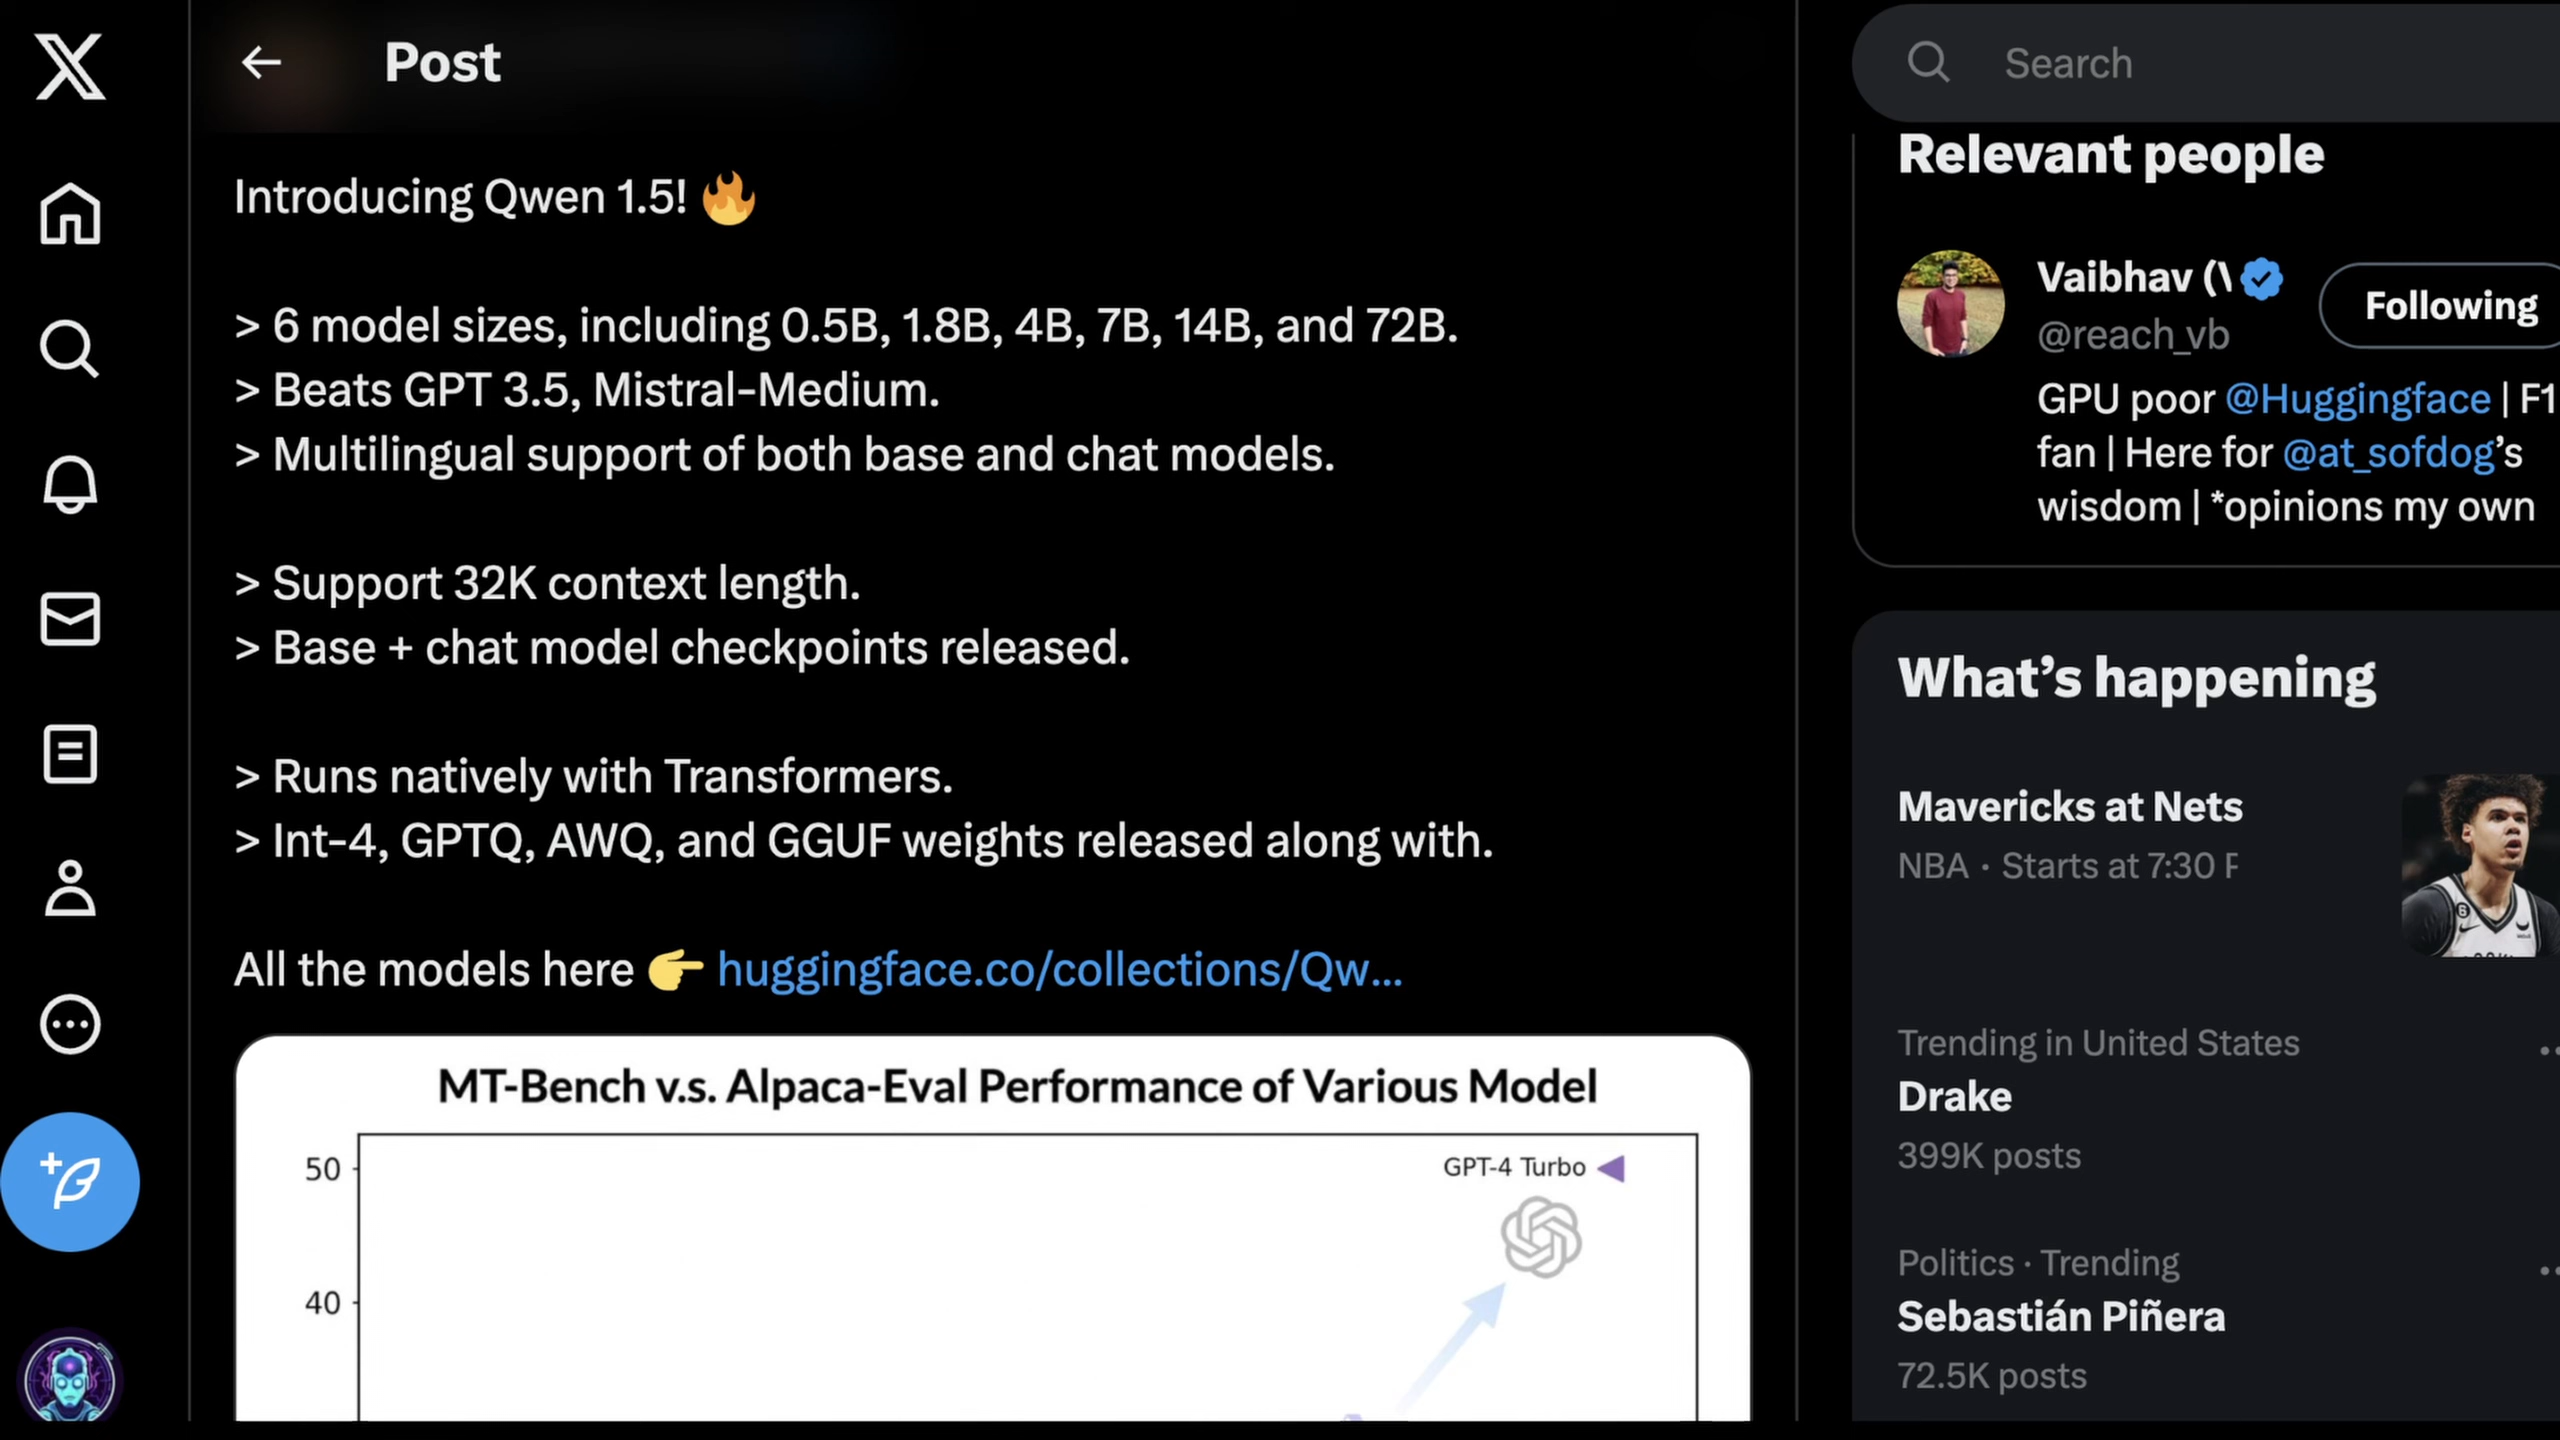 Post
Introducing Qwen 1.5! 🔥
> 6 model sizes, including 0.5B, 1.8B, 4B, 7B, 14B, and 72B.
> Beats GPT 3.5, Mistral-Medium.
> Multilingual support of both base and chat models.
> Support 32K context length.
> Base + chat model checkpoints released.
> Runs natively with Transformers.
> Int-4, GPTQ, AWQ, and GGUF weights released along with.
All the models here 👉 huggingface.co/collections/Qw…
MT-Bench v.s. Alpaca-Eval Performance of Various Model
50
GPT-4 Turbo
40
Search
Relevant people
Vaibhav (\
@reach_vb
Following
GPU poor @Huggingface | F1
fan | Here for @at_sofdog’s
wisdom | *opinions my own
What’s happening
Mavericks at Nets
NBA · Starts at 7:30
Trending in United States
Drake
399K posts
Politics · Trending
Sebastián Piñera
72.5K posts